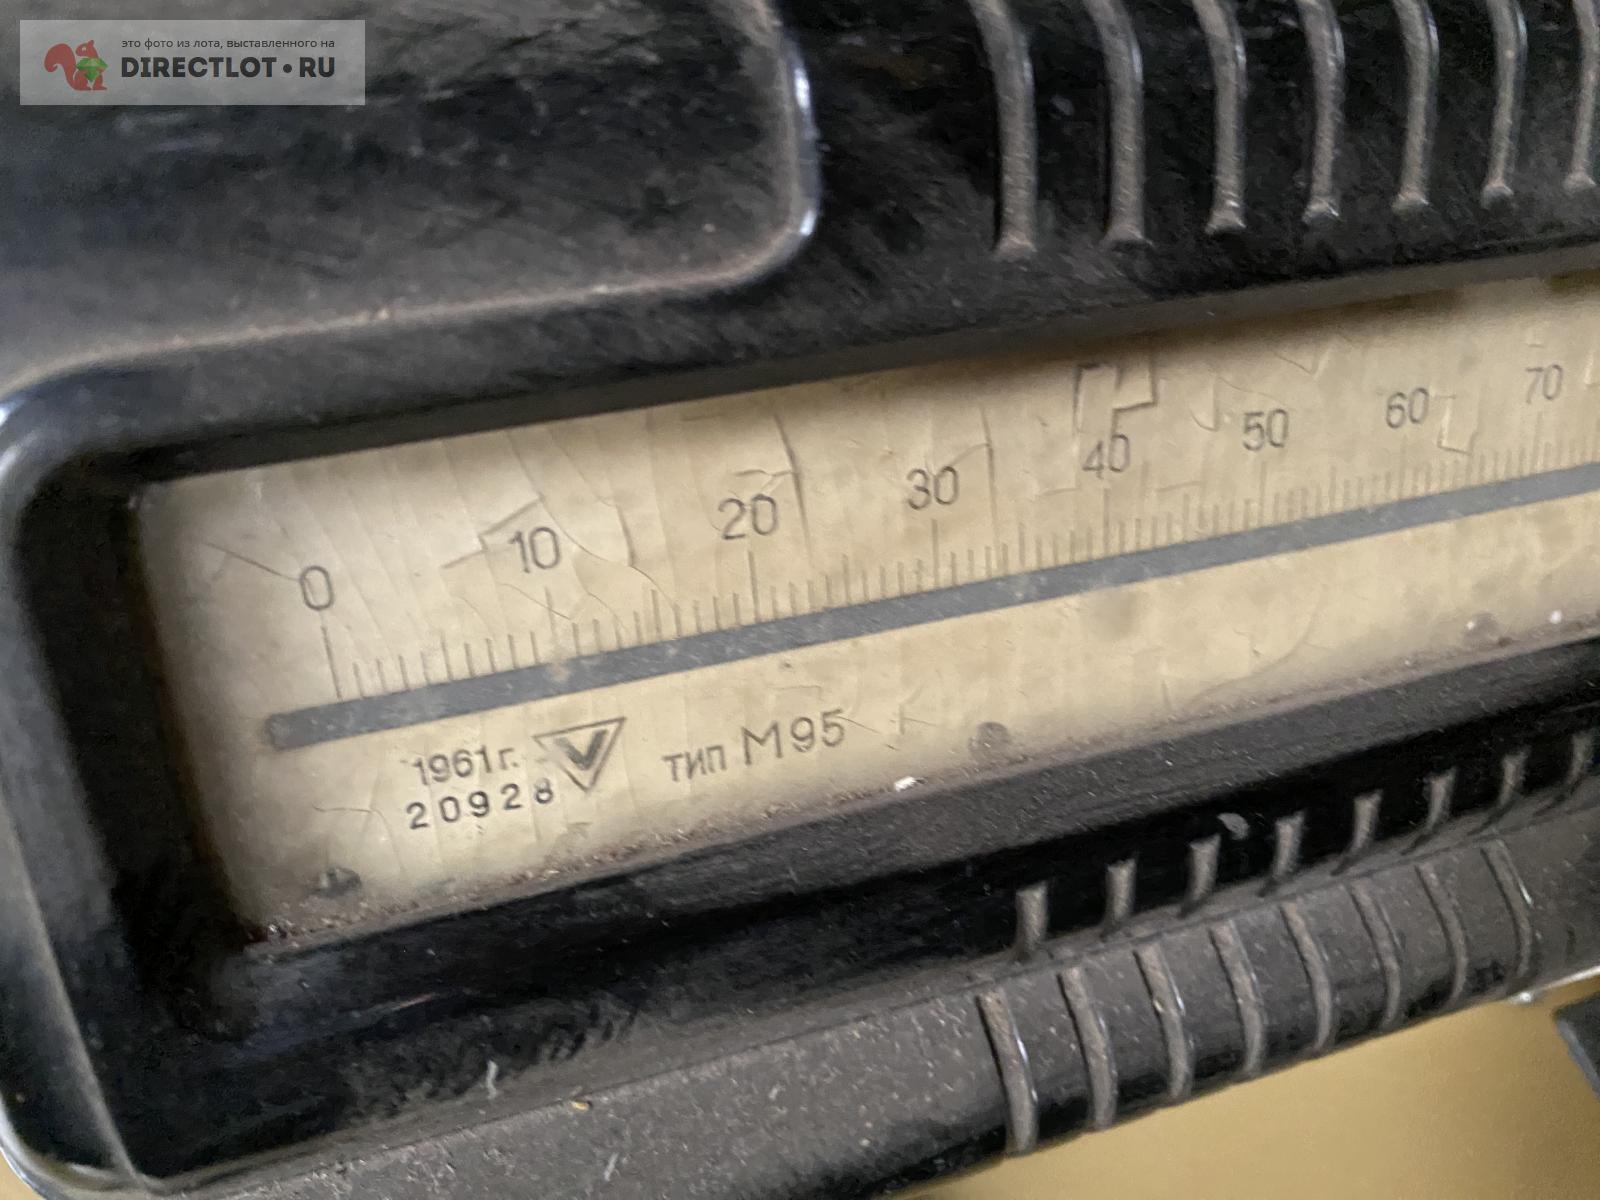 это фото из лота, выставленного на
DIRECTLOT•RU
0 10 20 30 40 50 60 70
1961г. V тип М95
20928